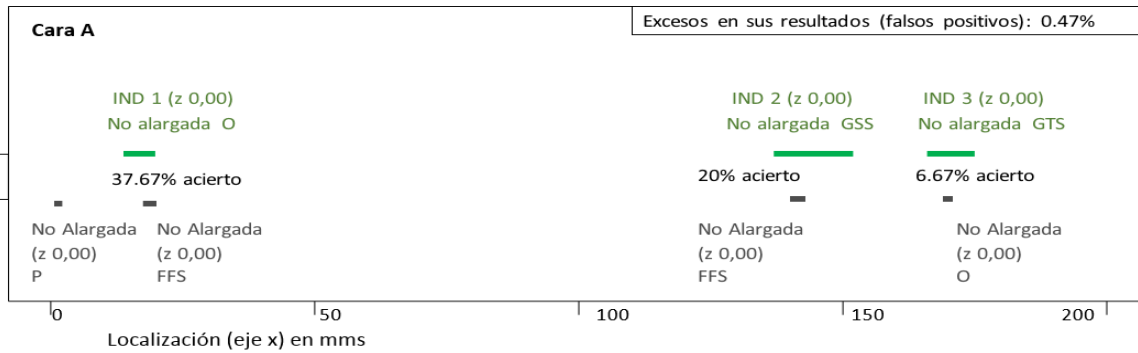 Excesos en sus resultados (falsos positivos): 0.47%
Cara A
IND 1 (z 0,00)
No alargada O
IND 2 (z 0,00)
No alargada GSS
IND 3 (z 0,00)
No alargada GTS
37.67% acierto
20% acierto
6.67% acierto
No Alargada
(z 0,00)
P
No Alargada
(z 0,00)
FFS
No Alargada
(z 0,00)
FFS
No Alargada
(z 0,00)
O
0 50 100 150 200
Localización (eje x) en mms